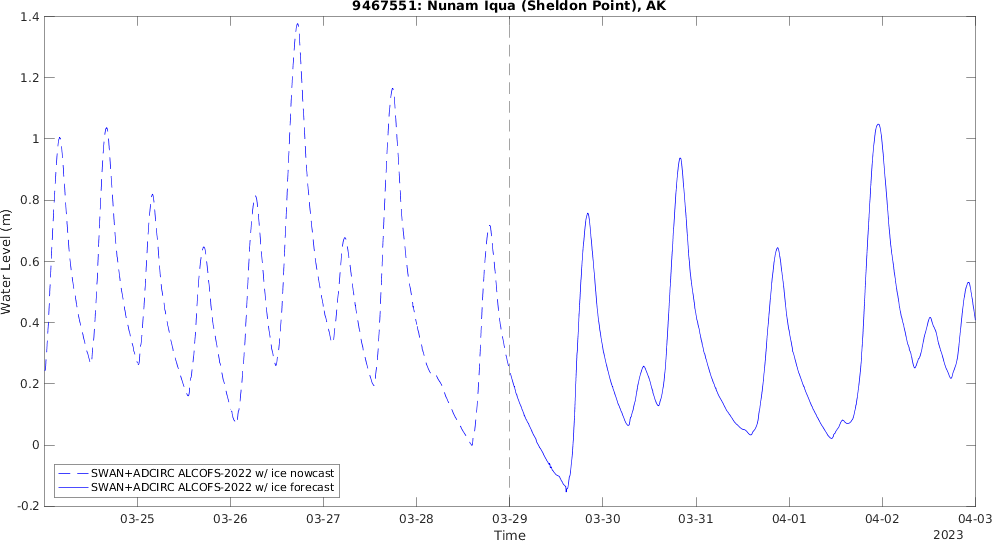 9467551: Nunam Iqua (Sheldon Point), AK
1.4
1.2
1
0.8
0.6
0.4
0.2
0
-0.2
Water Level (m)
SWAN+ADCIRC ALCOFS-2022 w/ ice nowcast
SWAN+ADCIRC ALCOFS-2022 w/ ice forecast
03-25 03-26 03-27 03-28 03-29 03-30 03-31 04-01 04-02 04-03
Time
2023